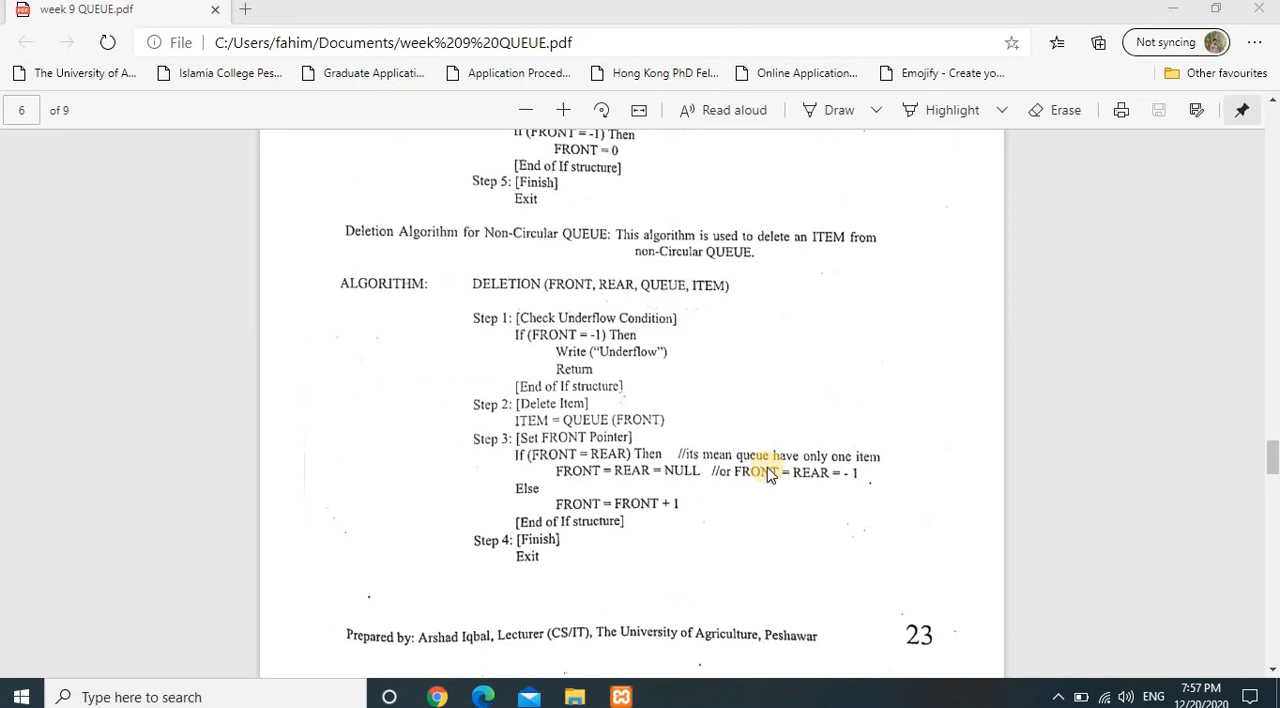 week 9 QUEUE.pdf
File C:/Users/fahim/Documents/week%209%20QUEUE.pdf Not syncing
The University of A... Islamia College Pes... Graduate Applicati... Application Proced... Hong Kong PhD Fel... Online Application... Emojify - Create yo... Other favourites
6 of 9 Read aloud Draw Highlight Erase
If (FRONT = -1) Then
FRONT = 0
[End of If structure]
Step 5: [Finish]
Exit
Deletion Algorithm for Non-Circular QUEUE: This algorithm is used to delete an ITEM from
non-Circular QUEUE.
ALGORITHM: DELETION (FRONT, REAR, QUEUE, ITEM)
Step 1: [Check Underflow Condition]
If (FRONT = -1) Then
Write ("Underflow")
Return
[End of If structure]
Step 2: [Delete Item]
ITEM = QUEUE (FRONT)
Step 3: [Set FRONT Pointer]
If (FRONT = REAR) Then //its mean queue have only one item
FRONT = REAR = NULL //or FRONT = REAR = - 1
Else
FRONT = FRONT + 1
[End of If structure]
Step 4: [Finish]
Exit
Prepared by: Arshad Iqbal, Lecturer (CS/IT), The University of Agriculture, Peshawar 23
Type here to search ENG 7:57 PM
12/20/2020